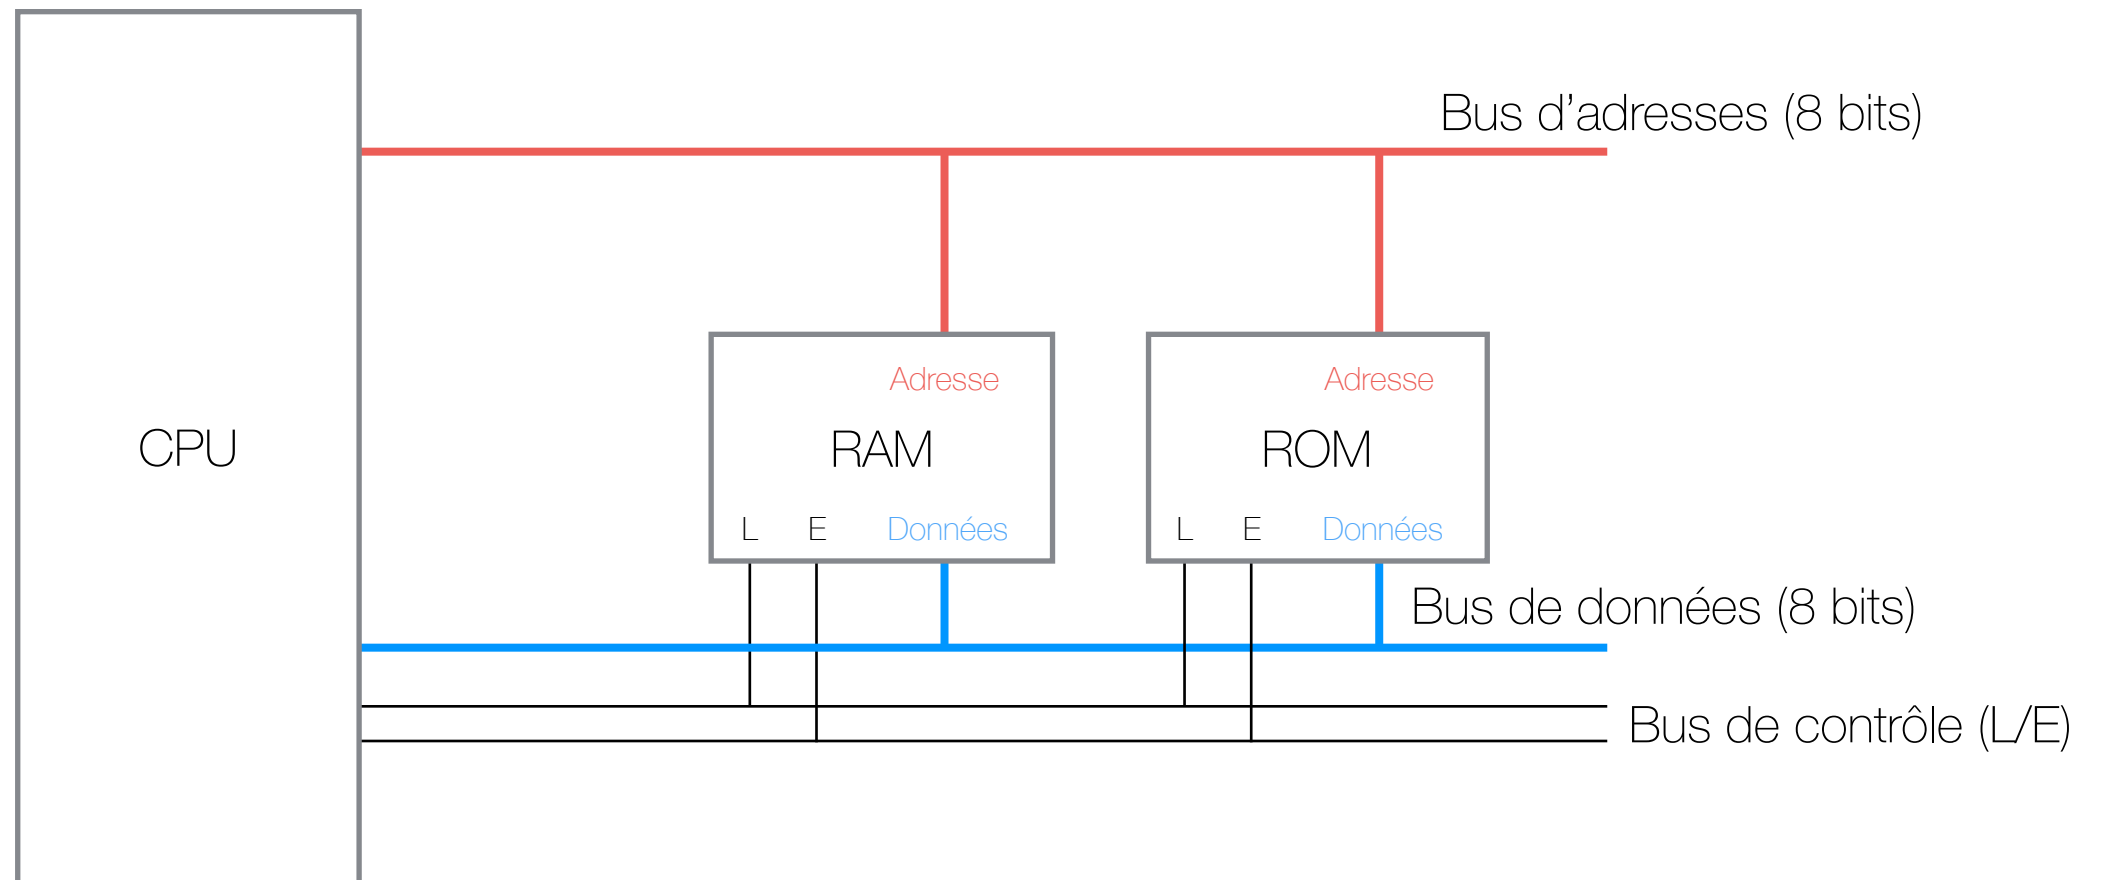 Bus d’adresses (8 bits)
Adresse
Adresse
CPU
RAM
ROM
L E Données
L E Données
Bus de données (8 bits)
Bus de contrôle (L/E)